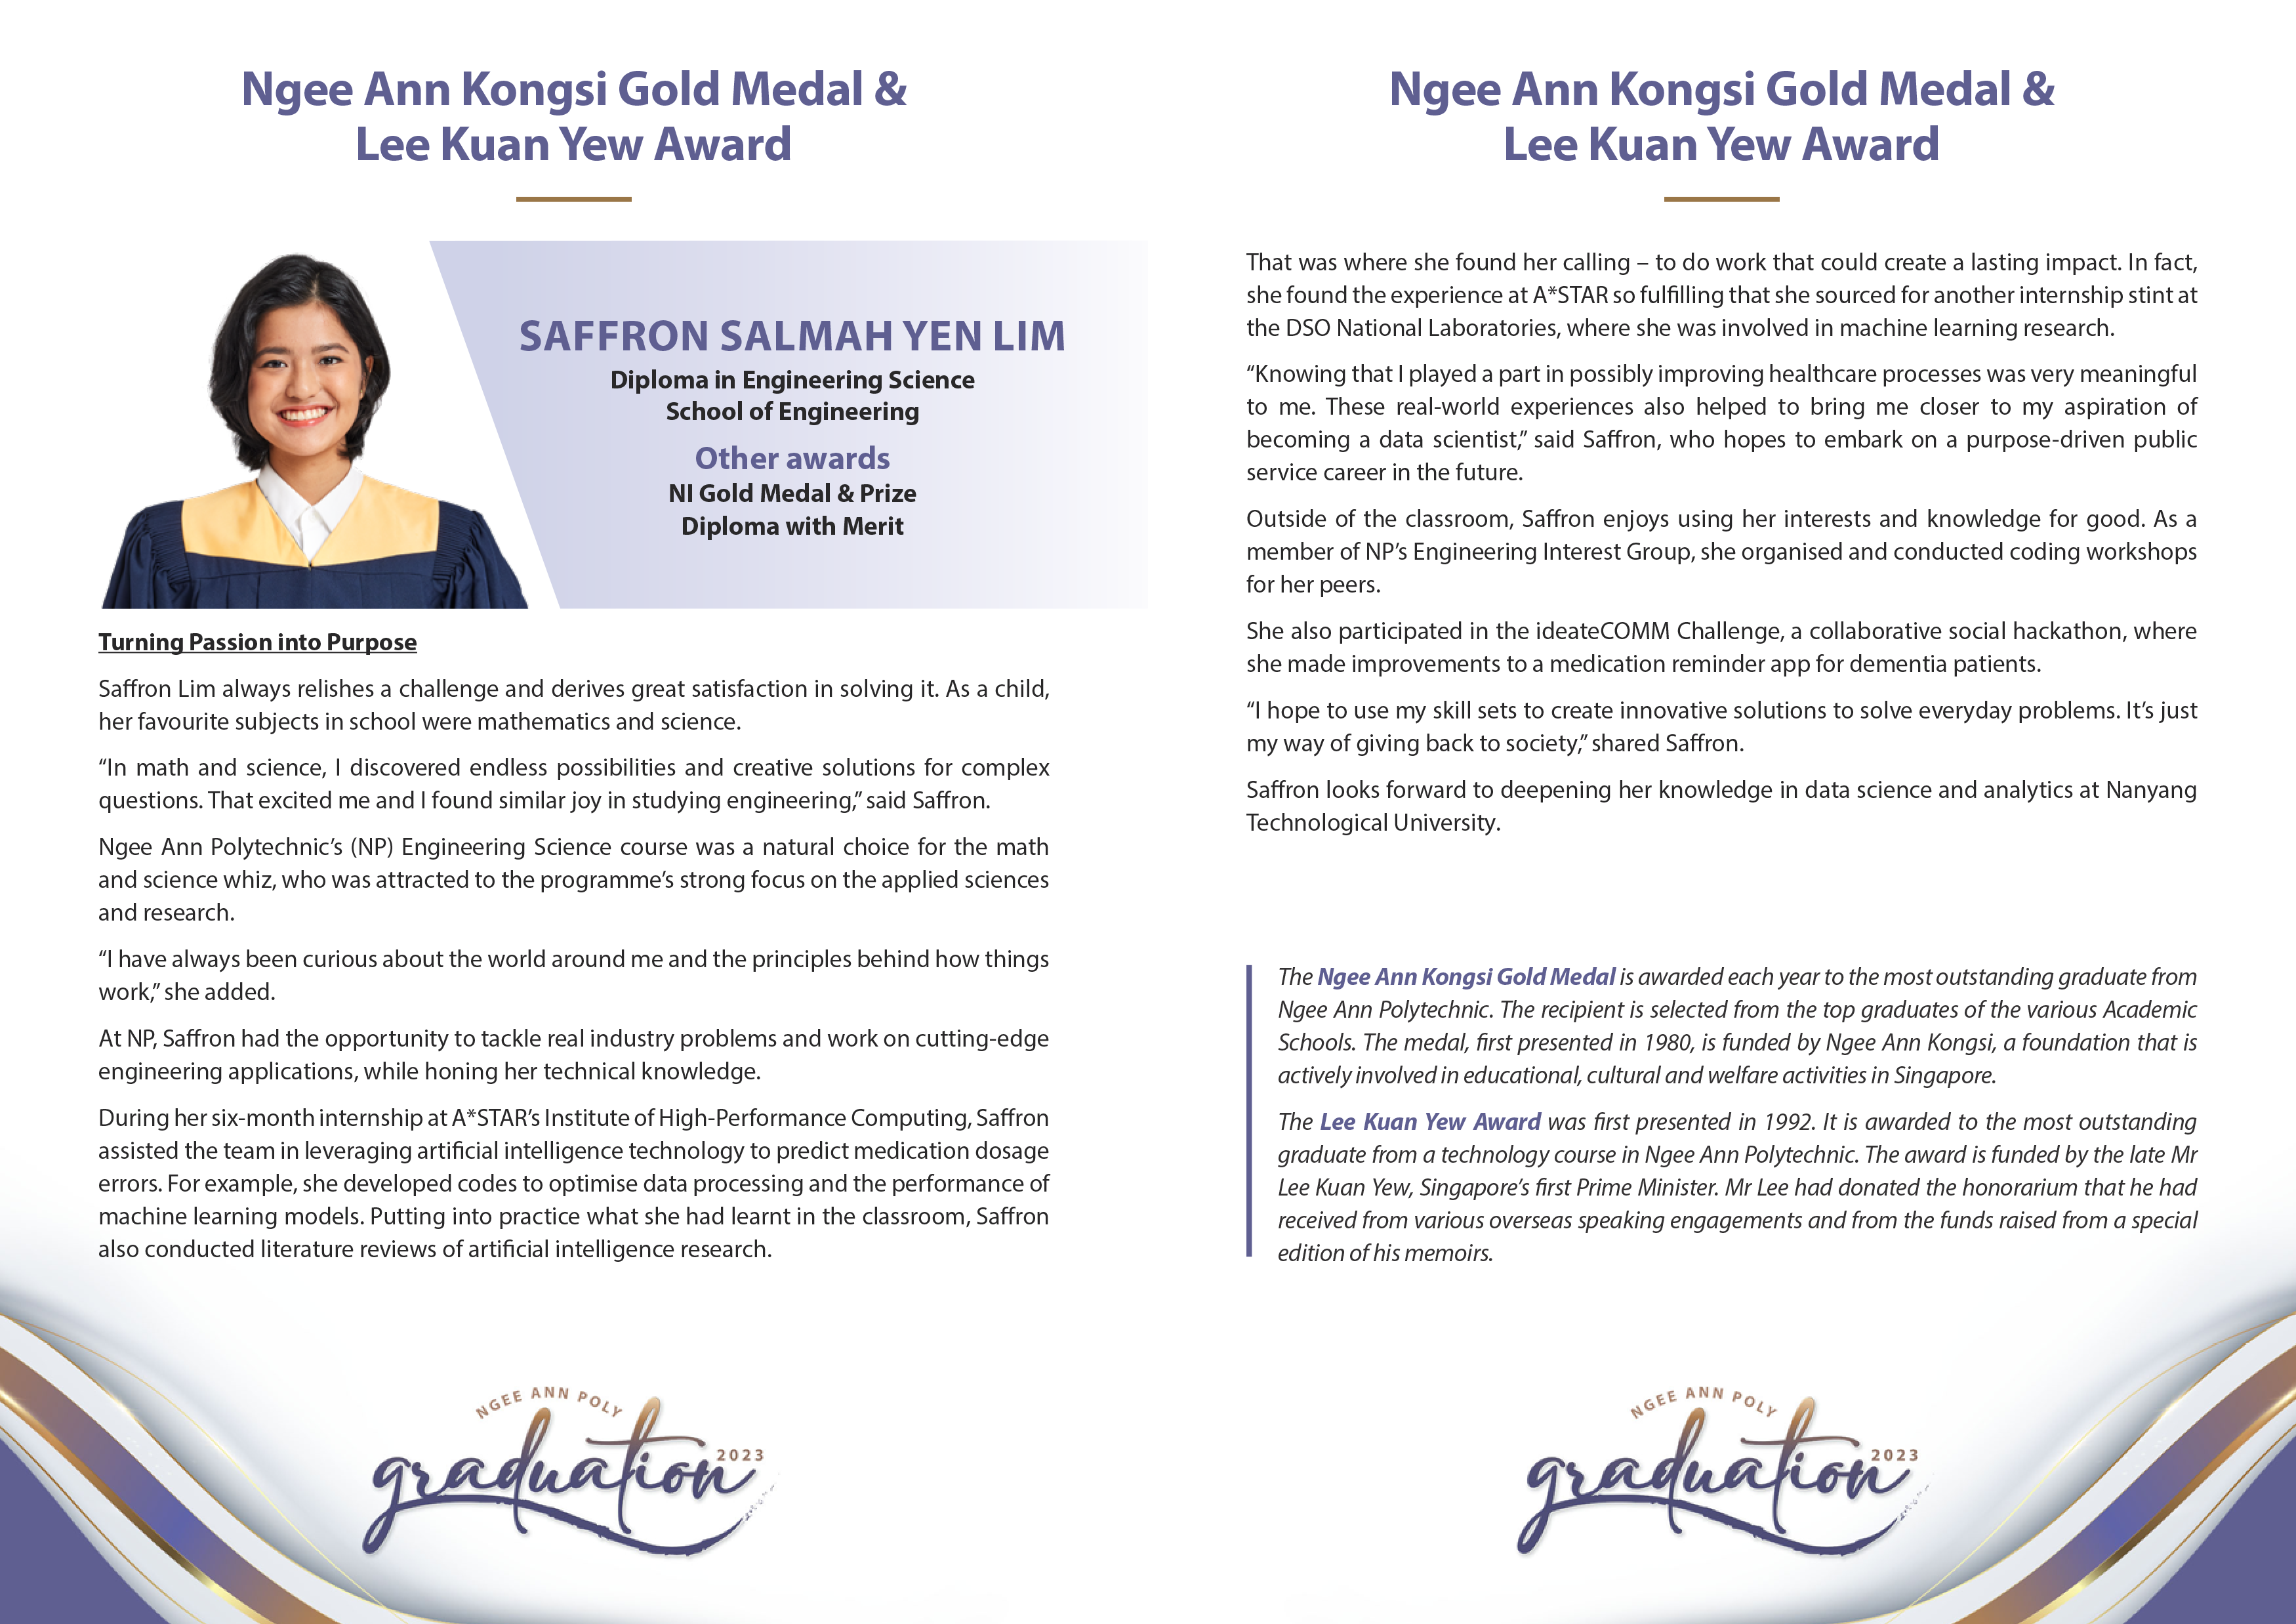 Ngee Ann Kongsi Gold Medal &
Lee Kuan Yew Award
SAFFRON SALMAH YEN LIM
Diploma in Engineering Science
School of Engineering
Other awards
NI Gold Medal & Prize
Diploma with Merit
Turning Passion into Purpose
Saffron Lim always relishes a challenge and derives great satisfaction in solving it. As a child,
her favourite subjects in school were mathematics and science.
“In math and science, I discovered endless possibilities and creative solutions for complex
questions. That excited me and I found similar joy in studying engineering,” said Saffron.
Ngee Ann Polytechnic’s (NP) Engineering Science course was a natural choice for the math
and science whiz, who was attracted to the programme’s strong focus on the applied sciences
and research.
“I have always been curious about the world around me and the principles behind how things
work,” she added.
At NP, Saffron had the opportunity to tackle real industry problems and work on cutting-edge
engineering applications, while honing her technical knowledge.
During her six-month internship at A*STAR’s Institute of High-Performance Computing, Saffron
assisted the team in leveraging artificial intelligence technology to predict medication dosage
errors. For example, she developed codes to optimise data processing and the performance of
machine learning models. Putting into practice what she had learnt in the classroom, Saffron
also conducted literature reviews of artificial intelligence research.
NGEE ANN POLY
graduation
2023
Ngee Ann Kongsi Gold Medal &
Lee Kuan Yew Award
That was where she found her calling – to do work that could create a lasting impact. In fact,
she found the experience at A*STAR so fulfilling that she sourced for another internship stint at
the DSO National Laboratories, where she was involved in machine learning research.
“Knowing that I played a part in possibly improving healthcare processes was very meaningful
to me. These real-world experiences also helped to bring me closer to my aspiration of
becoming a data scientist,” said Saffron, who hopes to embark on a purpose-driven public
service career in the future.
Outside of the classroom, Saffron enjoys using her interests and knowledge for good. As a
member of NP’s Engineering Interest Group, she organised and conducted coding workshops
for her peers.
She also participated in the ideateCOMM Challenge, a collaborative social hackathon, where
she made improvements to a medication reminder app for dementia patients.
“I hope to use my skill sets to create innovative solutions to solve everyday problems. It’s just
my way of giving back to society,” shared Saffron.
Saffron looks forward to deepening her knowledge in data science and analytics at Nanyang
Technological University.
The Ngee Ann Kongsi Gold Medal is awarded each year to the most outstanding graduate from
Ngee Ann Polytechnic. The recipient is selected from the top graduates of the various Academic
Schools. The medal, first presented in 1980, is funded by Ngee Ann Kongsi, a foundation that is
actively involved in educational, cultural and welfare activities in Singapore.
The Lee Kuan Yew Award was first presented in 1992. It is awarded to the most outstanding
graduate from a technology course in Ngee Ann Polytechnic. The award is funded by the late Mr
Lee Kuan Yew, Singapore’s first Prime Minister. Mr Lee had donated the honorarium that he had
received from various overseas speaking engagements and from the funds raised from a special
edition of his memoirs.
NGEE ANN POLY
graduation
2023